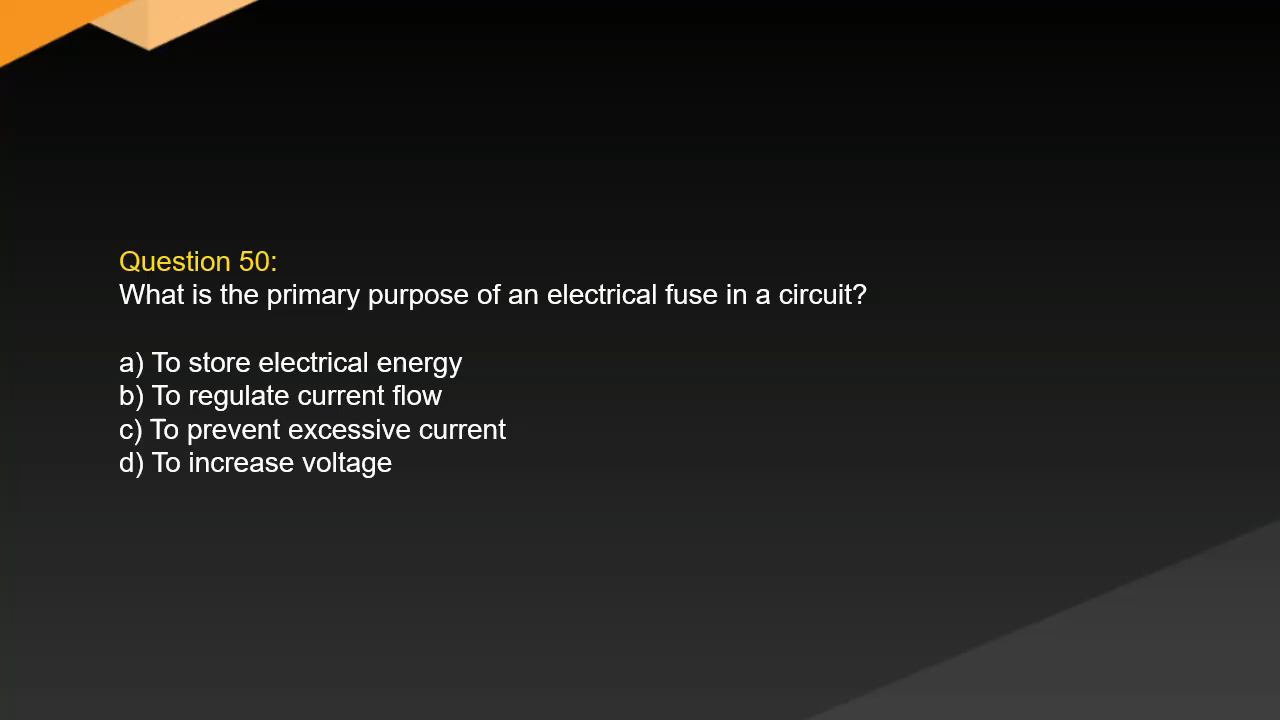 Question 50:
What is the primary purpose of an electrical fuse in a circuit?
a) To store electrical energy
b) To regulate current flow
c) To prevent excessive current
d) To increase voltage